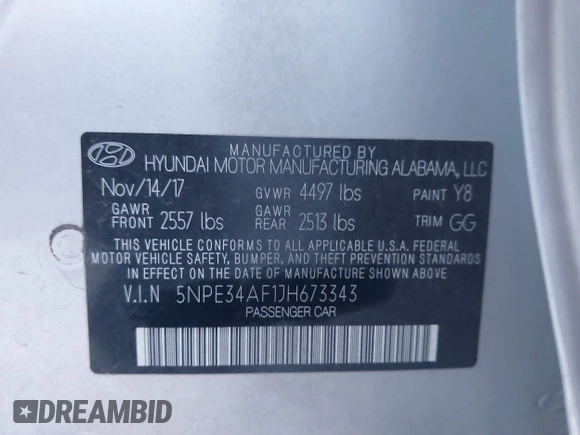 MANUFACTURED BY
HYUNDAI MOTOR MANUFACTURING ALABAMA, LLC
Nov/14/17 GVWR 4497 lbs PAINT Y8
GAWR FRONT 2557 lbs GAWR REAR 2513 lbs TRIM GG
THIS VEHICLE CONFORMS TO ALL APPLICABLE U.S.A. FEDERAL
MOTOR VEHICLE SAFETY, BUMPER, AND THEFT PREVENTION STANDARDS
IN EFFECT ON THE DATE OF MANUFACTURE SHOWN ABOVE.
V.I.N 5NPE34AF1JH673343
PASSENGER CAR
DREAMBID